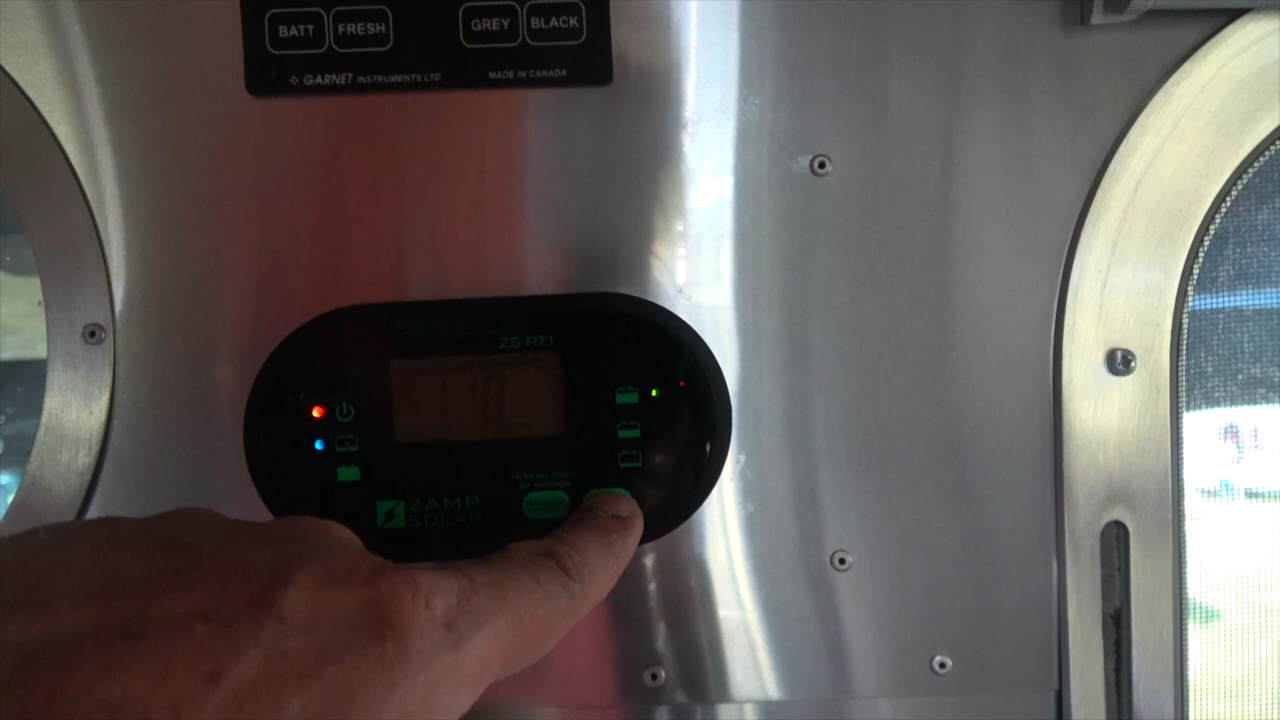 BATT FRESH GREY BLACK
GARNET INSTRUMENTS LTD MADE IN CANADA
ZS-RT1
ZAMP
SOLAR